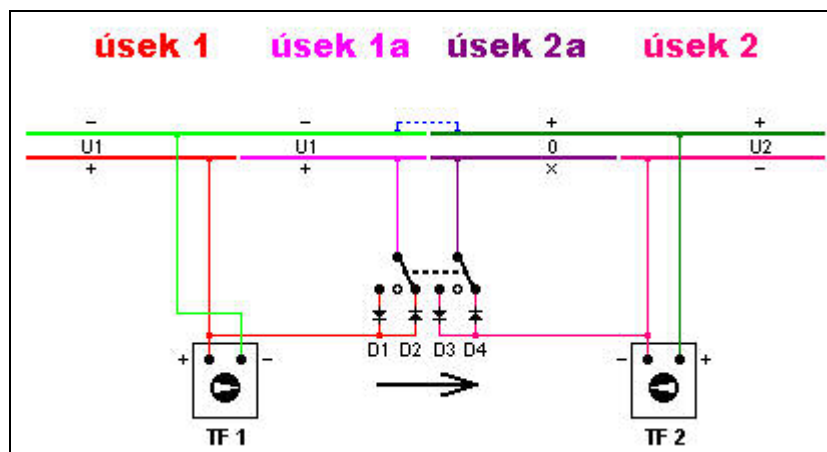 úsek 1 úsek 1a úsek 2a úsek 2
− − + +
U1 U1 0 U2
+ + × −
D1 D2 D3 D4
+ − − +
TF 1 TF 2